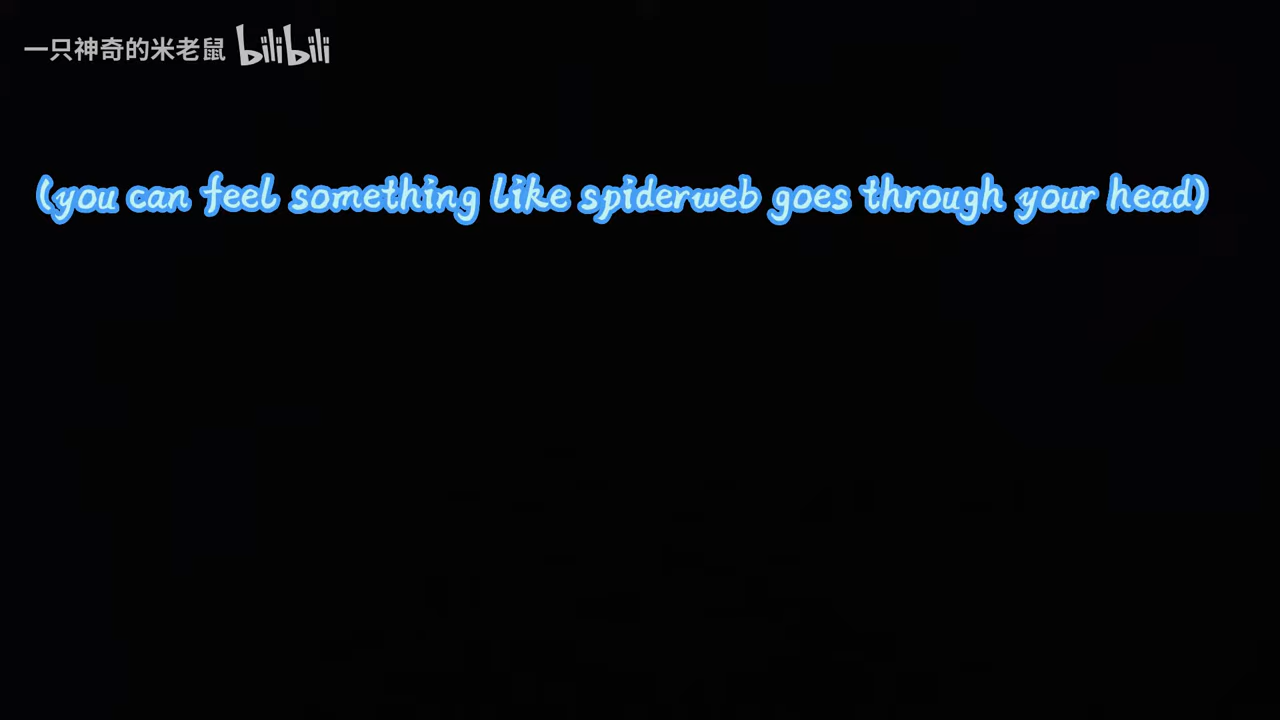 一只神奇的米老鼠 bilibili
(you can feel something like spiderweb goes through your head)